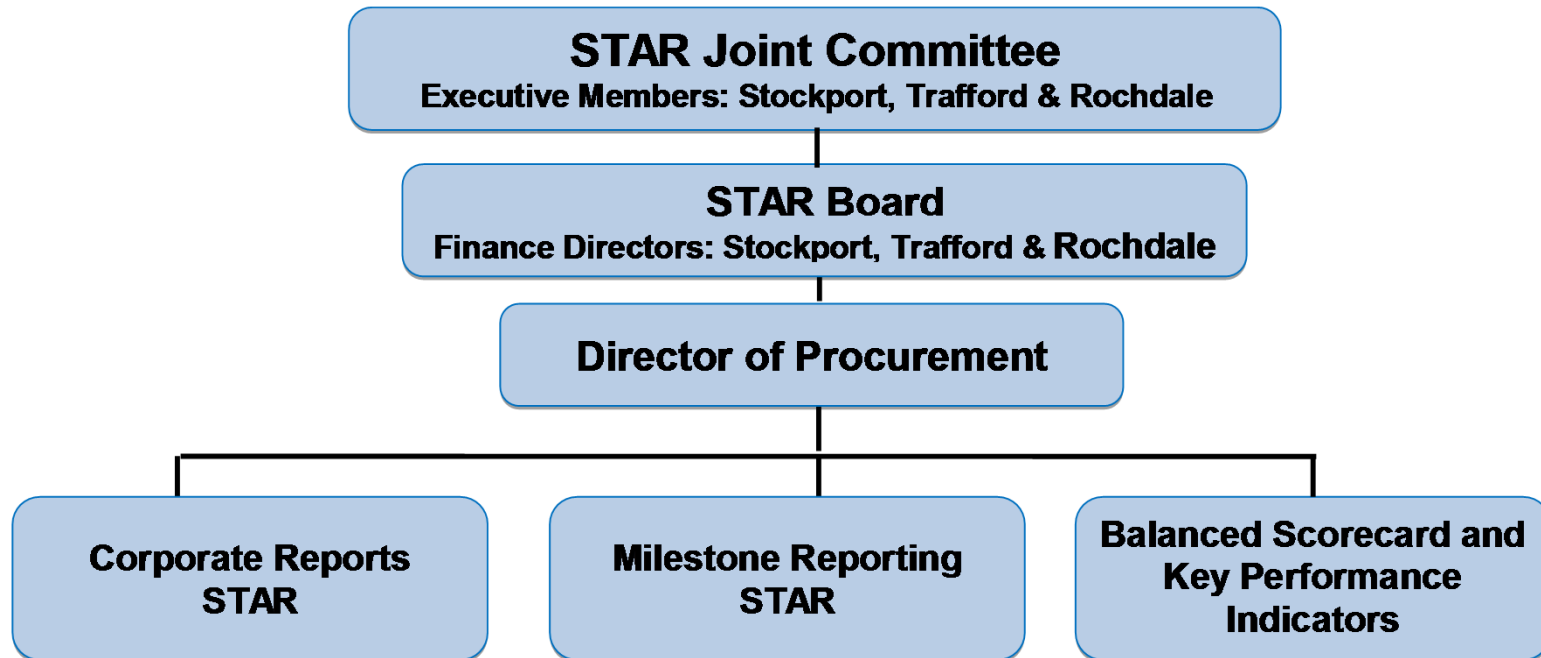 STAR Joint Committee
Executive Members: Stockport, Trafford & Rochdale
STAR Board
Finance Directors: Stockport, Trafford & Rochdale
Director of Procurement
Corporate Reports
STAR
Milestone Reporting
STAR
Balanced Scorecard and
Key Performance
Indicators